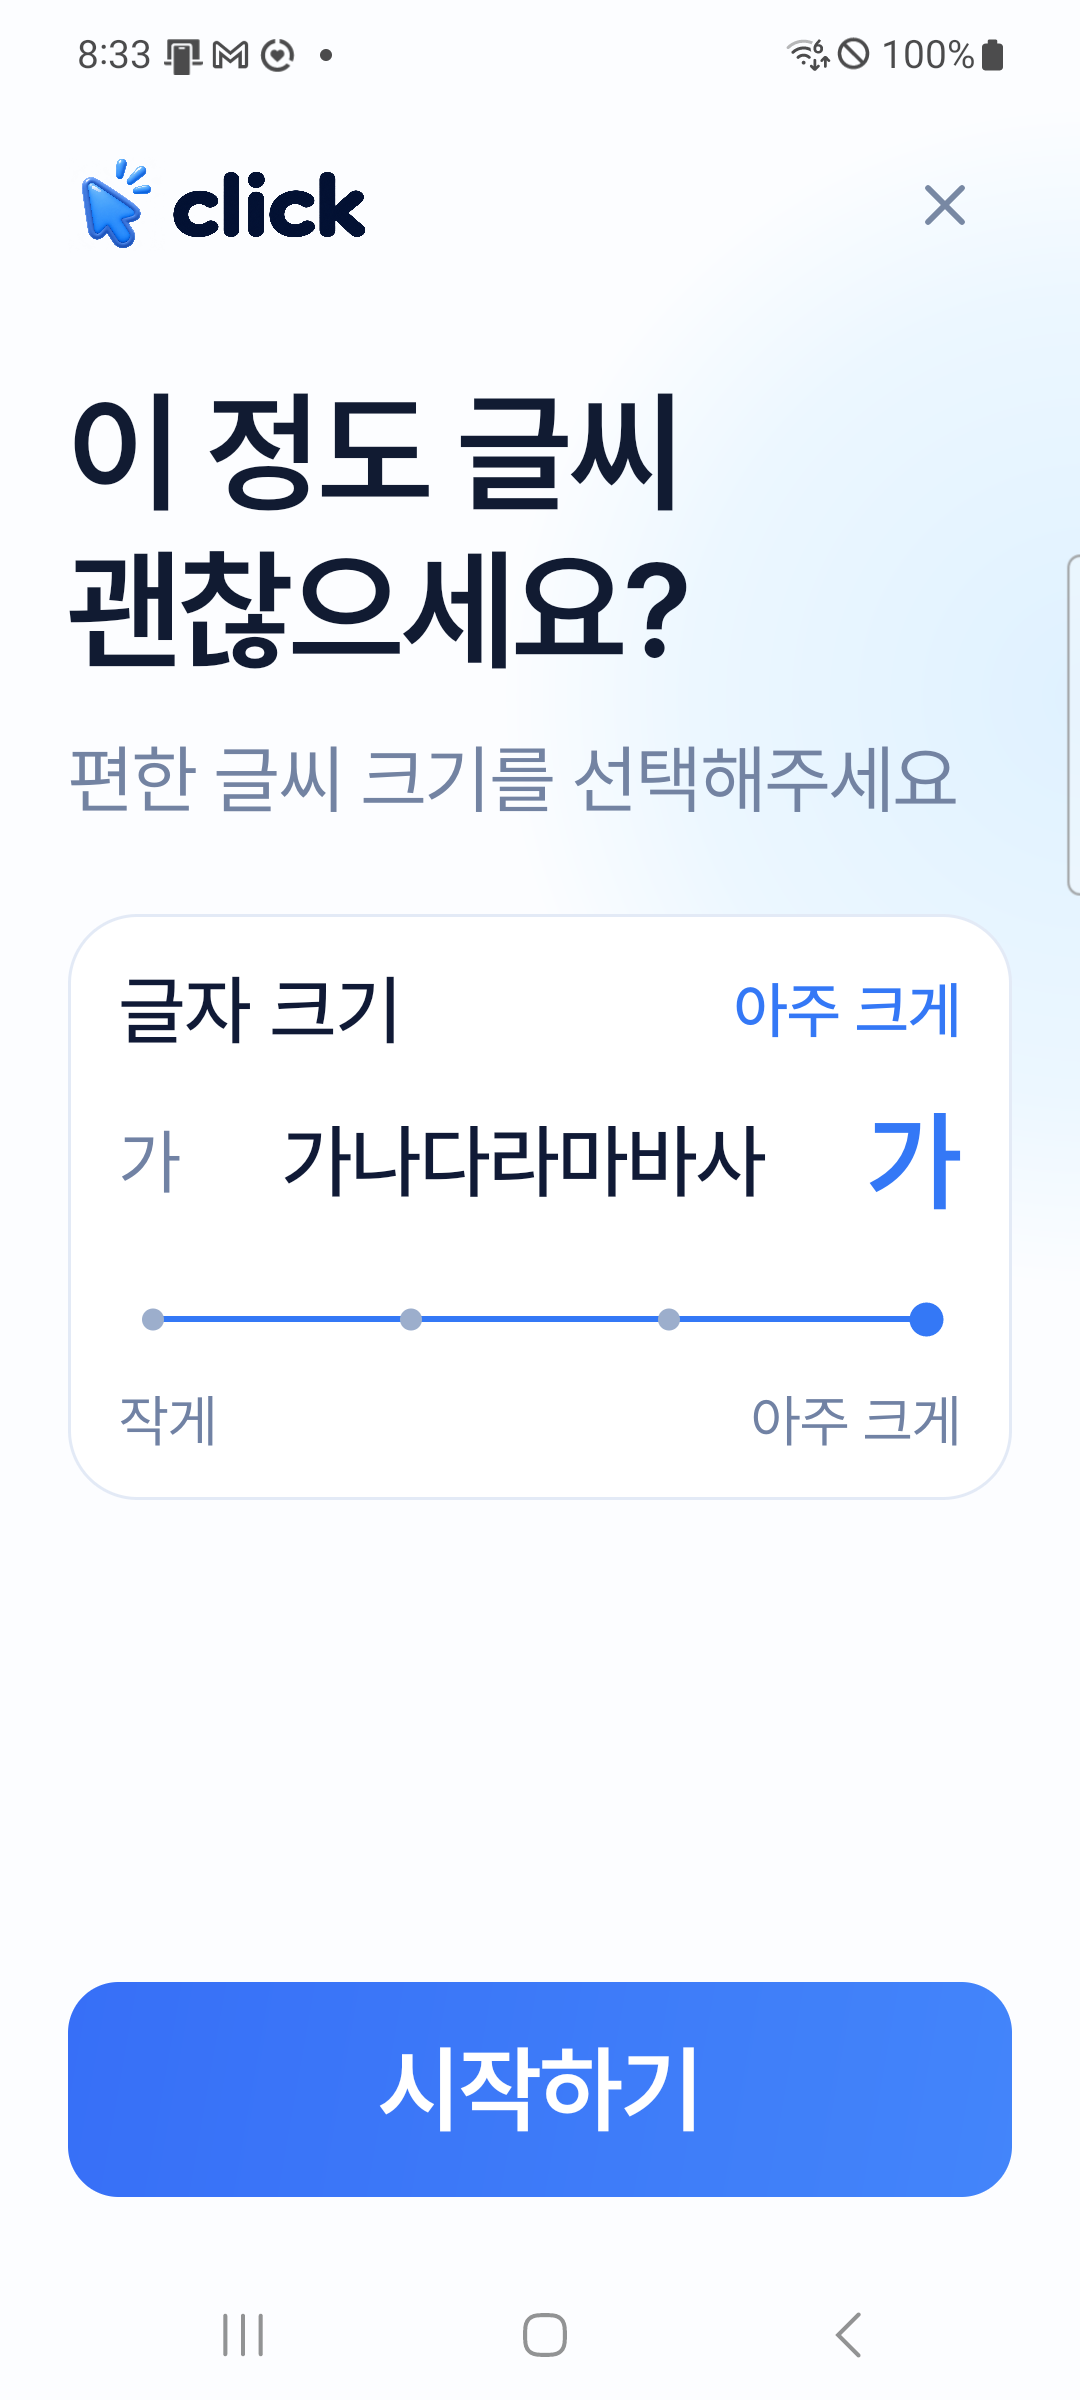 8:33 100%
click
이 정도 글씨
괜찮으세요?
편한 글씨 크기를 선택해주세요
글자 크기 아주 크게
가 가나다라마바사 가
작게 아주 크게
시작하기